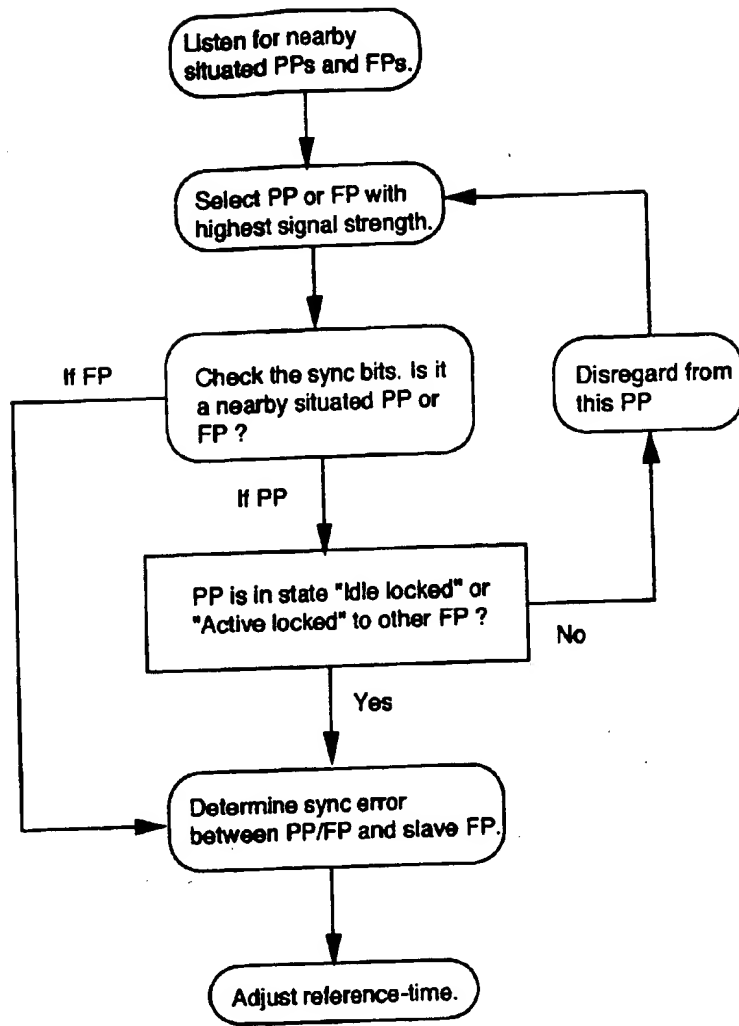 Listen for nearby
situated PPs and FPs.
Select PP or FP with
highest signal strength.
If FP
Check the sync bits. Is it
a nearby situated PP or
FP ?
Disregard from
this PP
If PP
PP is in state "Idle locked" or
"Active locked" to other FP ?
No
Yes
Determine sync error
between PP/FP and slave FP.
Adjust reference-time.